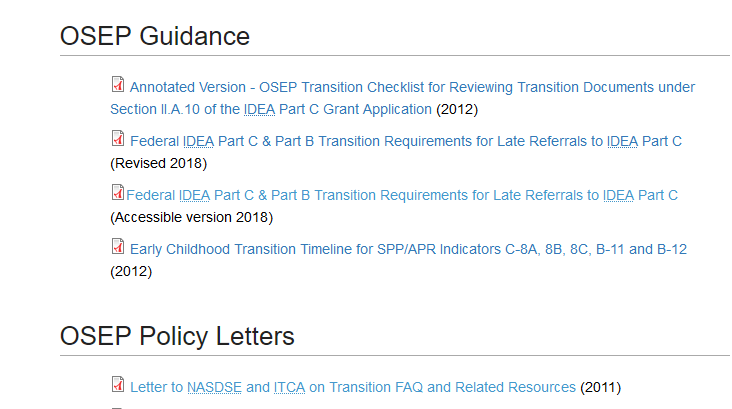 OSEP Guidance
Annotated Version - OSEP Transition Checklist for Reviewing Transition Documents under
Section II.A.10 of the IDEA Part C Grant Application (2012)
Federal IDEA Part C & Part B Transition Requirements for Late Referrals to IDEA Part C
(Revised 2018)
Federal IDEA Part C & Part B Transition Requirements for Late Referrals to IDEA Part C
(Accessible version 2018)
Early Childhood Transition Timeline for SPP/APR Indicators C-8A, 8B, 8C, B-11 and B-12
(2012)
OSEP Policy Letters
Letter to NASDSE and ITCA on Transition FAQ and Related Resources (2011)